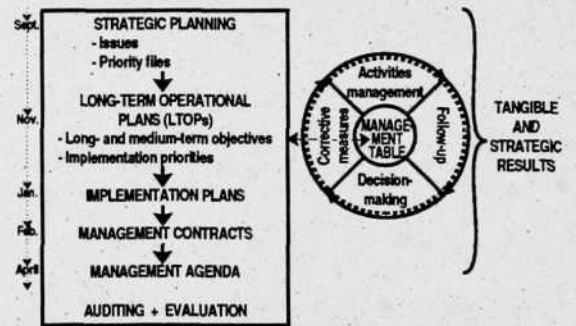 Sept.
STRATEGIC PLANNING
- Issues
- Priority files
Nov.
LONG-TERM OPERATIONAL
PLANS (LTOPs)
- Long- and medium-term objectives
- Implementation priorities
Jan.
IMPLEMENTATION PLANS
Feb.
MANAGEMENT CONTRACTS
April
MANAGEMENT AGENDA
AUDITING + EVALUATION
Activities
management
Corrective
measures
MANAGE-
MENT
TABLE
Follow-up
Decision-
making
TANGIBLE
AND
STRATEGIC
RESULTS